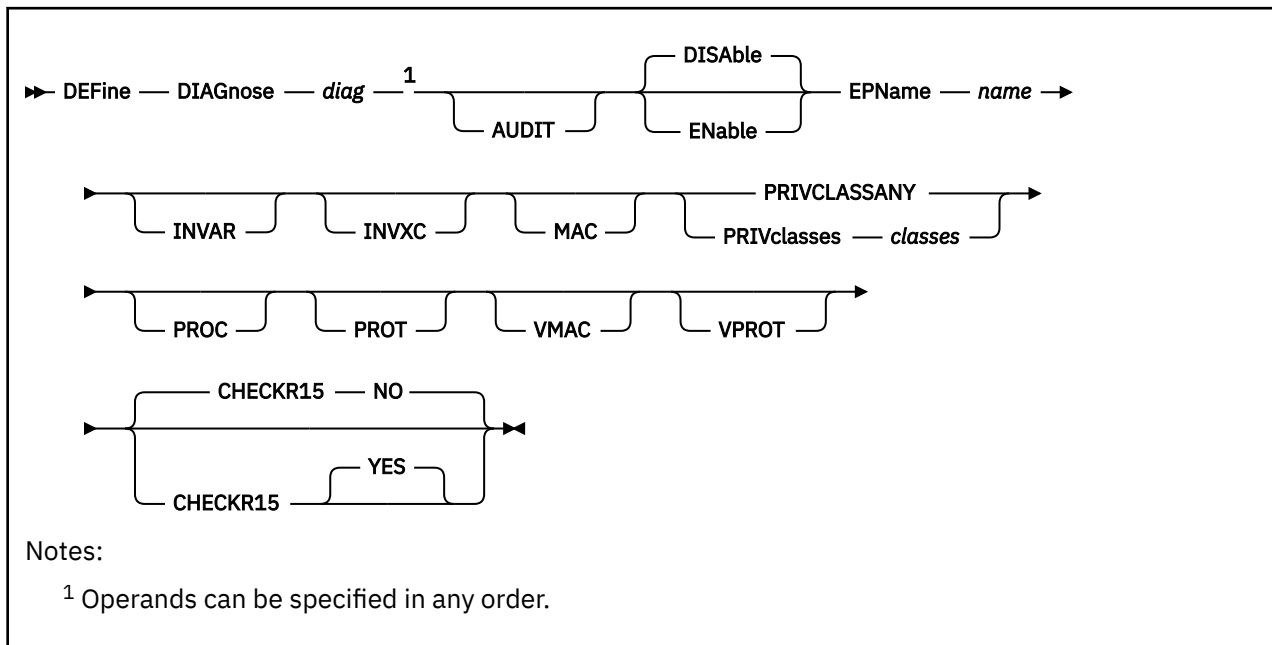 DISAble
DEFine DIAGnose diag 1 EPName name
AUDIT ENable
PRIVCLASSANY
INVAR INVXC MAC PRIVclasses classes
PROC PROT VMAC VPROT
CHECKR15 NO
YES
CHECKR15
Notes:
1 Operands can be specified in any order.